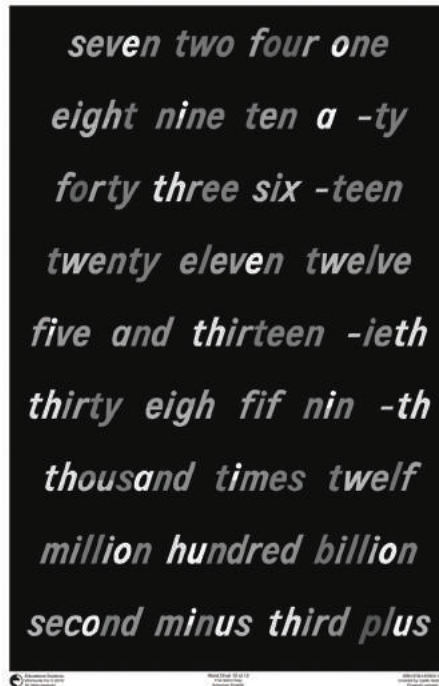 seven two four one
eight nine ten a -ty
forty three six -teen
twenty eleven twelve
five and thirteen -ieth
thirty eigh fif nin -th
thousand times twelf
million hundred billion
second minus third plus